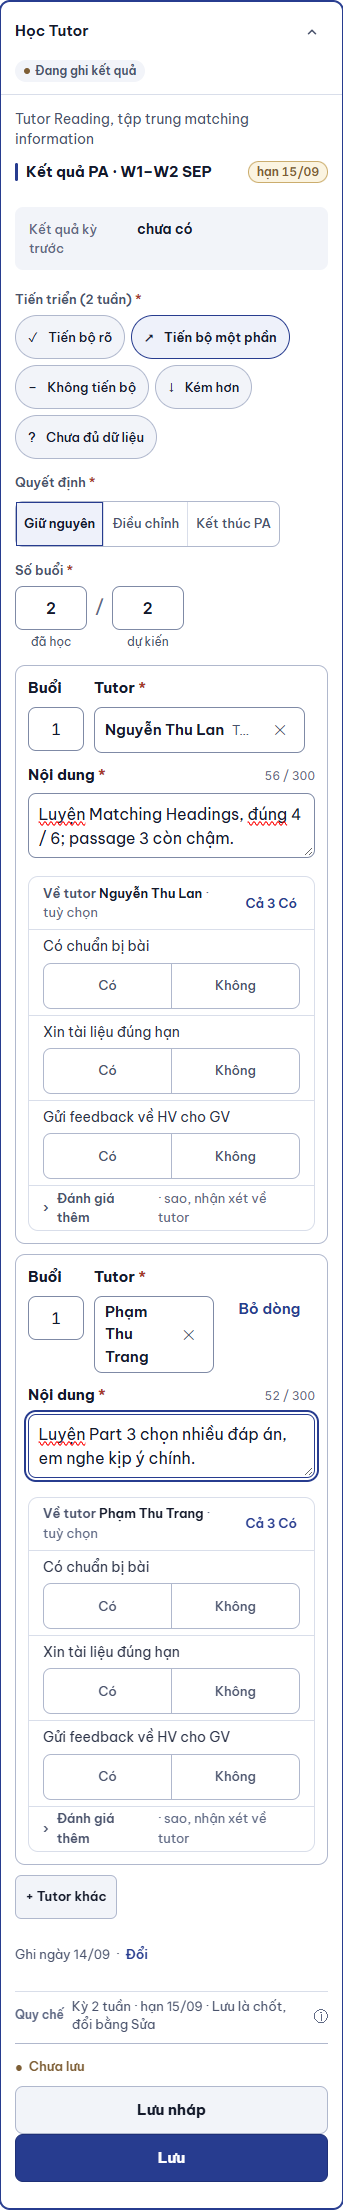 Học Tutor
Đang ghi kết quả
Tutor Reading, tập trung matching
information
Kết quả PA · W1–W2 SEP
hạn 15/09
Kết quả kỳ
trước
chưa có
Tiến triển (2 tuần) *
✓ Tiến bộ rõ
↗ Tiến bộ một phần
– Không tiến bộ
↓ Kém hơn
? Chưa đủ dữ liệu
Quyết định *
Giữ nguyên
Điều chỉnh
Kết thúc PA
Số buổi *
2 / 2
đã học
dự kiến
Buổi
Tutor *
1
Nguyễn Thu Lan T...
Nội dung *
56 / 300
Luyện Matching Headings, đúng 4
/ 6; passage 3 còn chậm.
Về tutor Nguyễn Thu Lan ·
tuỳ chọn
Cả 3 Có
Có chuẩn bị bài
Có
Không
Xin tài liệu đúng hạn
Có
Không
Gửi feedback về HV cho GV
Có
Không
Đánh giá
thêm
· sao, nhận xét về
tutor
Buổi
Tutor *
1
Phạm
Thu
Trang
Bỏ dòng
Nội dung *
52 / 300
Luyện Part 3 chọn nhiều đáp án,
em nghe kịp ý chính.
Về tutor Phạm Thu Trang ·
tuỳ chọn
Cả 3 Có
Có chuẩn bị bài
Có
Không
Xin tài liệu đúng hạn
Có
Không
Gửi feedback về HV cho GV
Có
Không
Đánh giá
thêm
· sao, nhận xét về
tutor
+ Tutor khác
Ghi ngày 14/09 · Đổi
Quy chế
Kỳ 2 tuần · hạn 15/09 · Lưu là chốt,
đổi bằng Sửa
Chưa lưu
Lưu nháp
Lưu